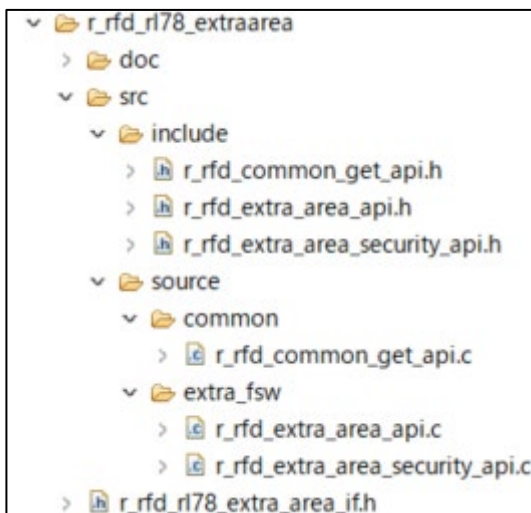 r_rfd_rl78_extraarea
doc
src
include
r_rfd_common_get_api.h
r_rfd_extra_area_api.h
r_rfd_extra_area_security_api.h
source
common
r_rfd_common_get_api.c
extra_fsw
r_rfd_extra_area_api.c
r_rfd_extra_area_security_api.c
r_rfd_rl78_extra_area_if.h